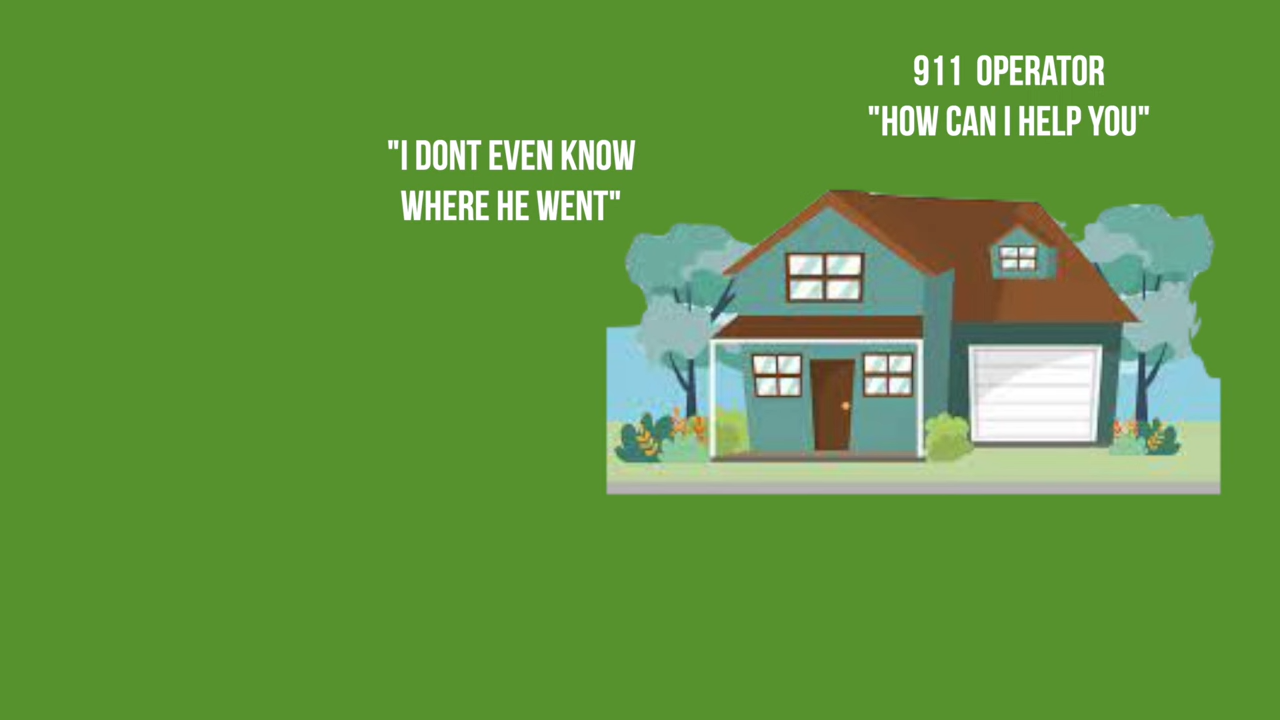 911 OPERATOR
"HOW CAN I HELP YOU"
"I DONT EVEN KNOW
WHERE HE WENT"